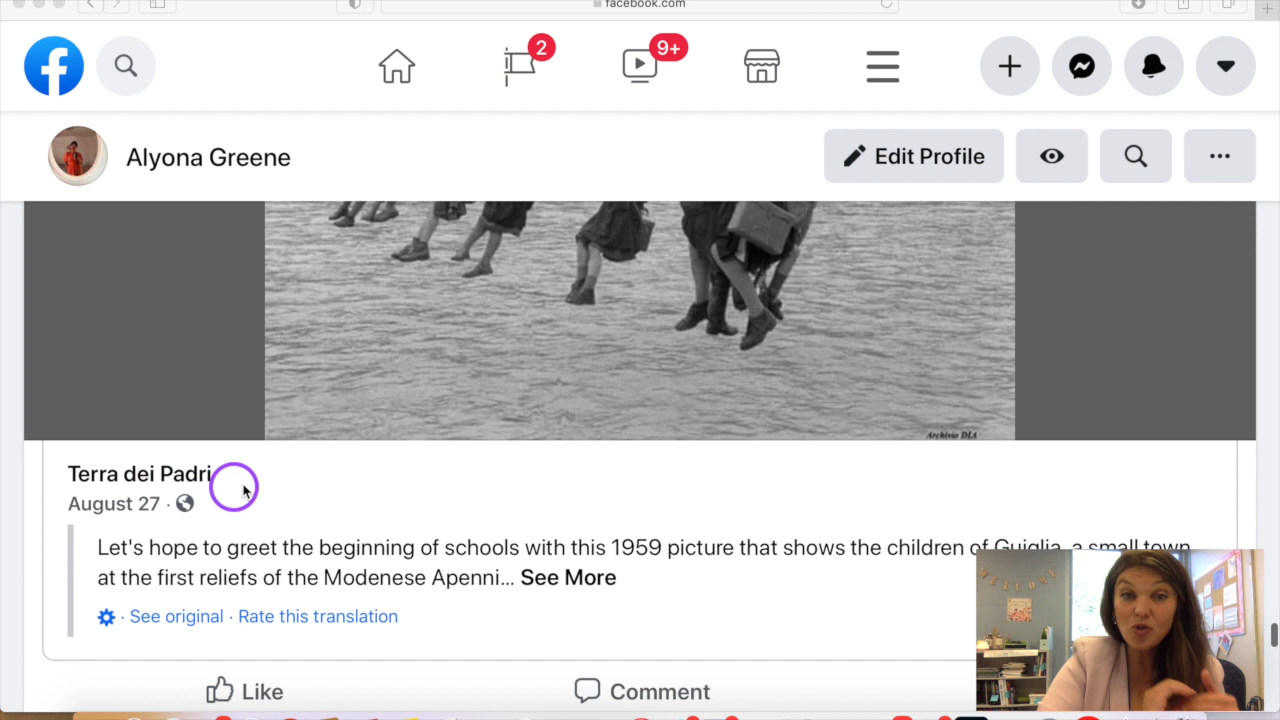 facebook.com
2
9+
Alyona Greene
Edit Profile
Archivio DIA
Terra dei Padri
August 27 ·
Let's hope to greet the beginning of schools with this 1959 picture that shows the children of Guiglia, a small town
at the first reliefs of the Modenese Apenni... See More
· See original · Rate this translation
WELCOME
Like
Comment